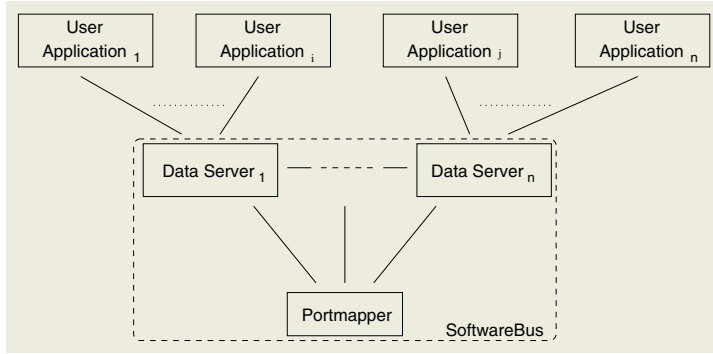 User
Application 1
User
Application i
User
Application j
User
Application n
Data Server 1
Data Server n
Portmapper
SoftwareBus